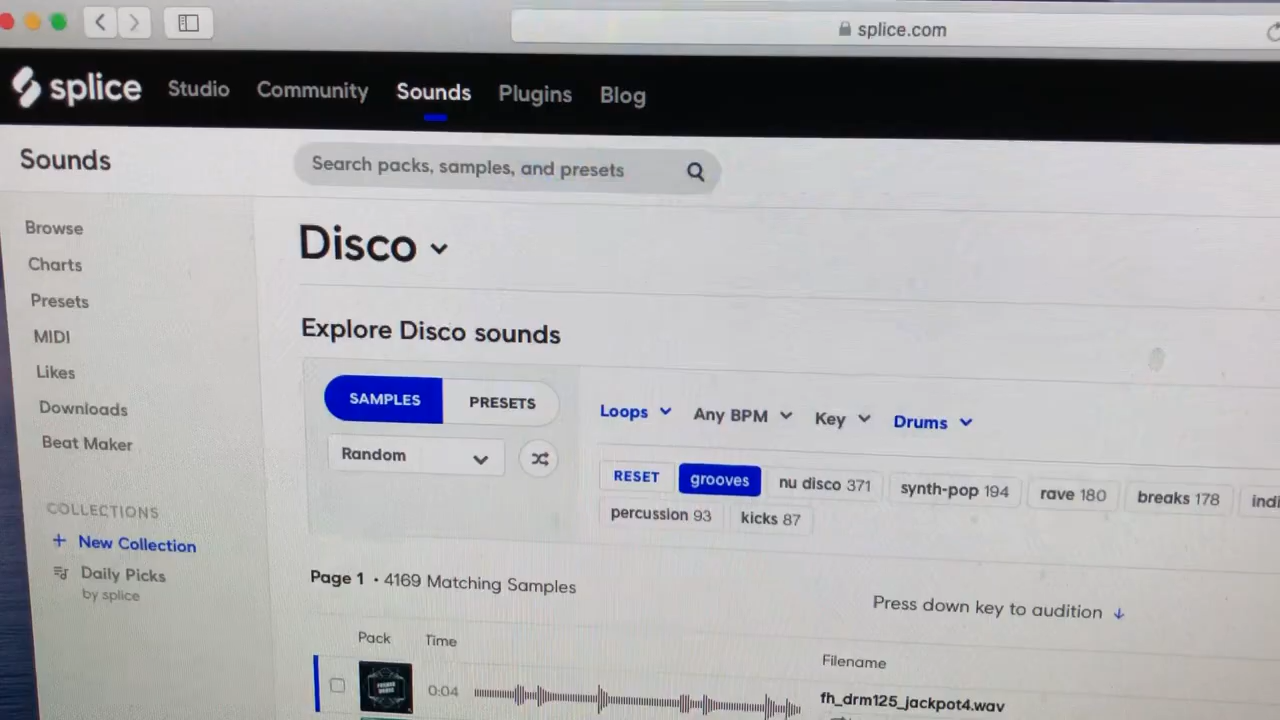 splice.com
splice Studio Community Sounds Plugins Blog
Sounds
Search packs, samples, and presets
Browse
Charts
Presets
MIDI
Likes
Downloads
Beat Maker
COLLECTIONS
+ New Collection
Daily Picks
by splice
Disco
Explore Disco sounds
SAMPLES PRESETS
Random
Loops Any BPM Key Drums
RESET grooves nu disco 371 synth-pop 194 rave 180 breaks 178
percussion 93 kicks 87
Page 1 • 4169 Matching Samples
Press down key to audition ↓
Pack Time Filename
0:04 fh_drm125_jackpot4.wav